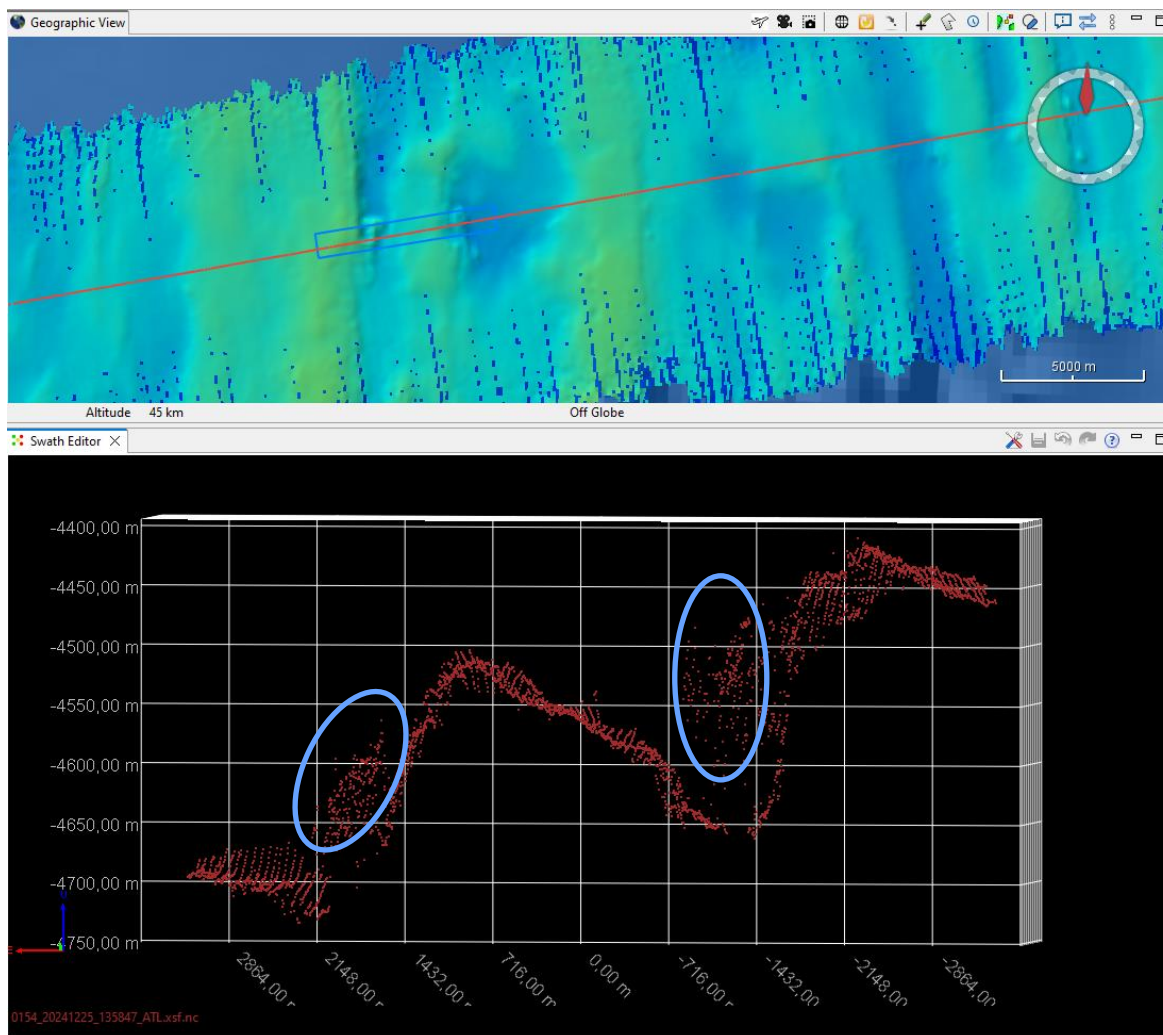 Geographic View
5000 m
Altitude 45 km Off Globe
Swath Editor
-4400,00 m
-4450,00 m
-4500,00 m
-4550,00 m
-4600,00 m
-4650,00 m
-4700,00 m
-4750,00 m
2864,00 r
2148,00 r
1432,00 r
716,00 m
0,00 m
-716,00 r
-1432,00 r
-2148,00 r
-2864,00 r
0154_20241225_135847_ATL.xsf.nc